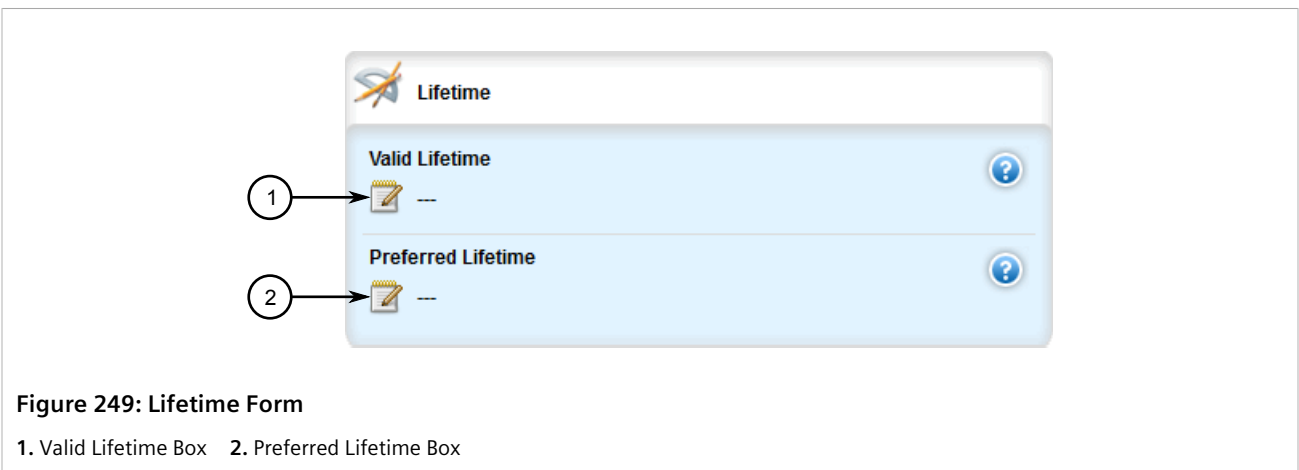 Lifetime
Valid Lifetime
1
---
Preferred Lifetime
2
---
Figure 249: Lifetime Form
1. Valid Lifetime Box 2. Preferred Lifetime Box